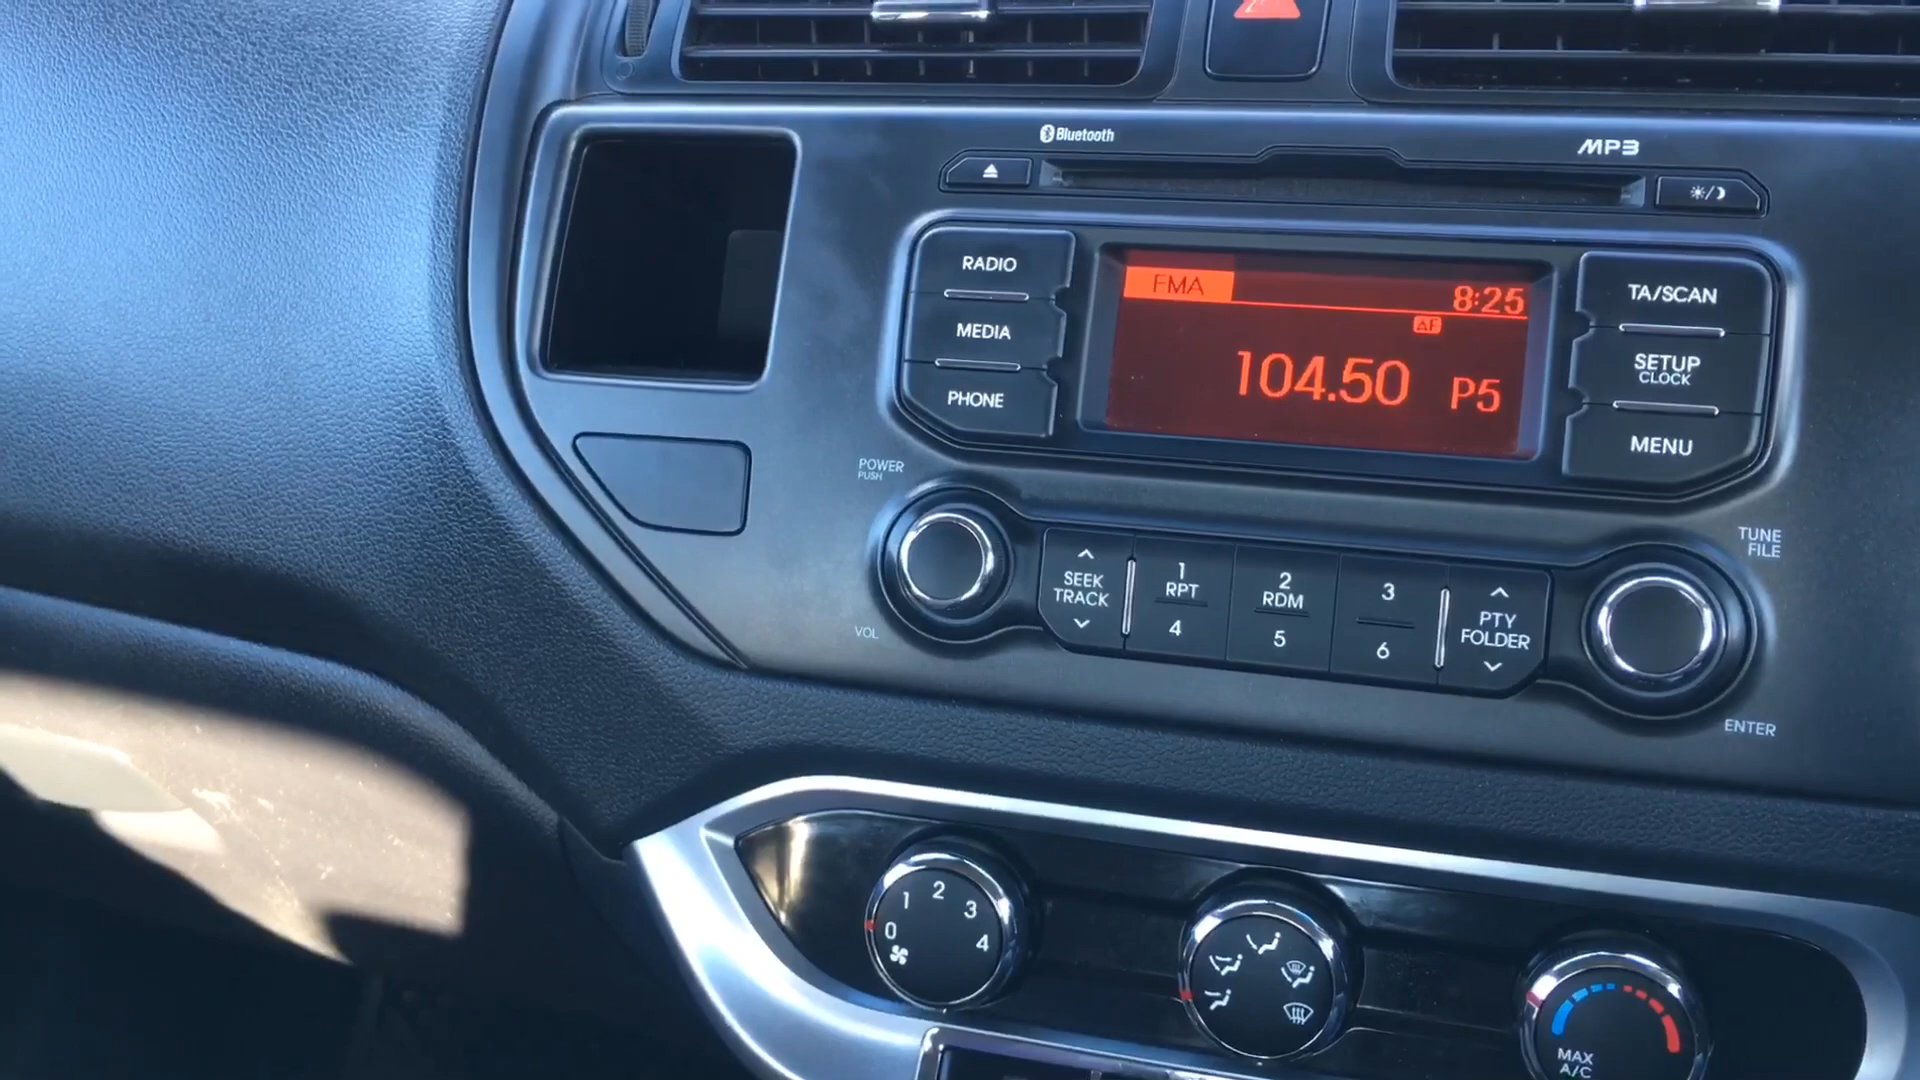 Bluetooth
MP3
RADIO
MEDIA
PHONE
FMA
8:25
AF
104.50 P5
TA/SCAN
SETUP
CLOCK
MENU
POWER
PUSH
VOL
SEEK
TRACK
1
RPT
4
2
RDM
5
3
6
PTY
FOLDER
TUNE
FILE
ENTER
0 1 2 3 4
MAX
A/C